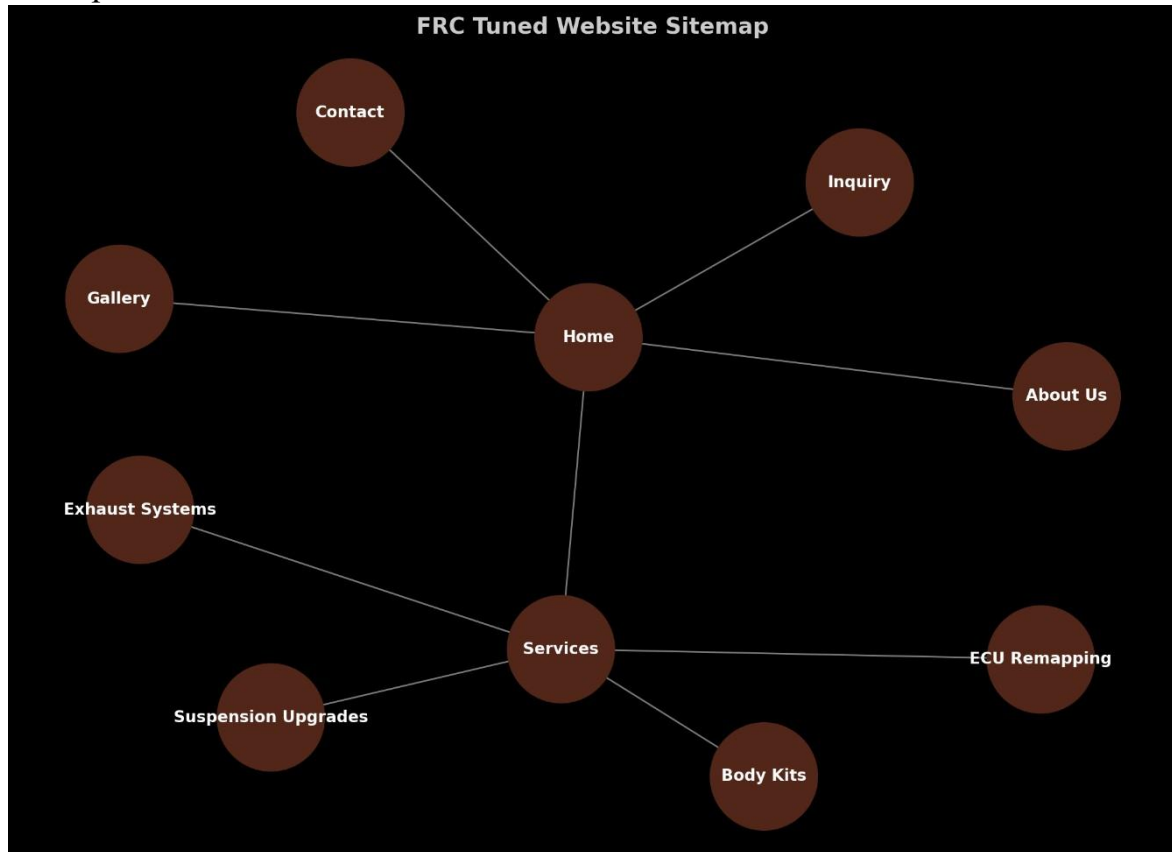 FRC Tuned Website Sitemap
Contact
Inquiry
Gallery
Home
About Us
Exhaust Systems
Services
ECU Remapping
Suspension Upgrades
Body Kits